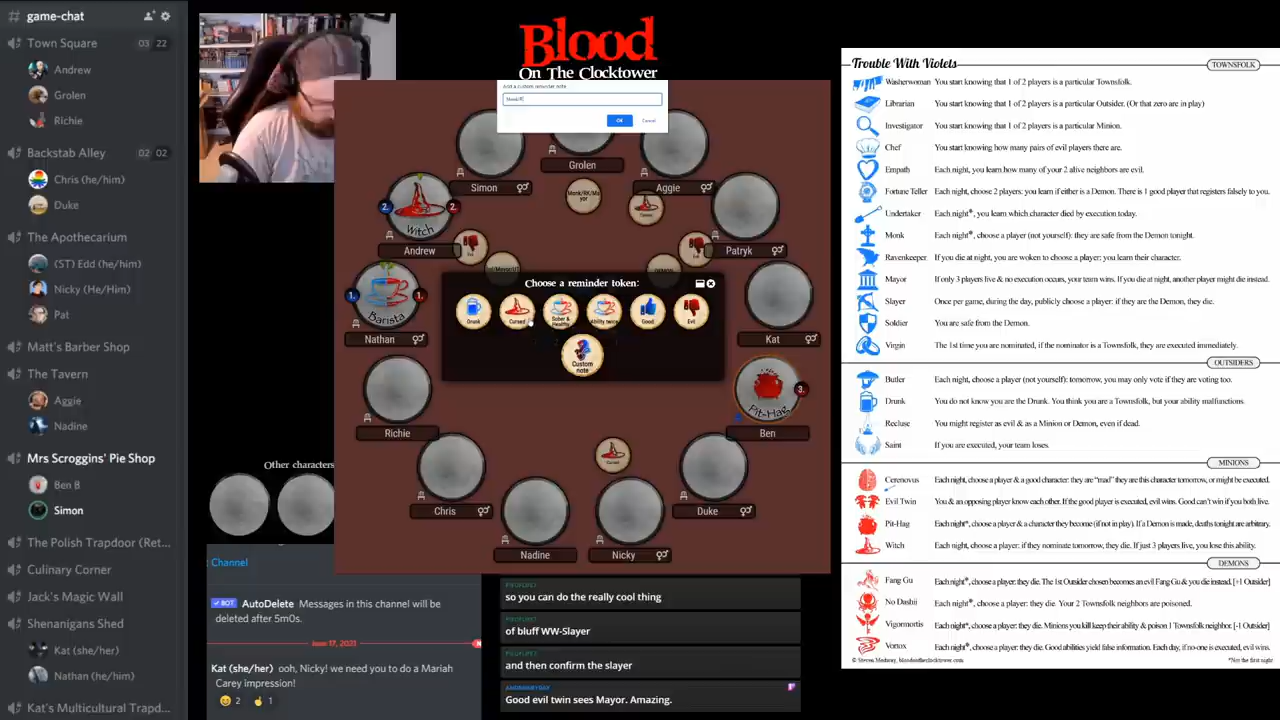 # game-chat
Town Square 03 22
Andrew
Grolen
Richie
Backstab Alley 02 / 02
Chris (he/him)
Duke
The Apothecarium
Nicky (He/Him)
Pat
Matt's Barber Shop
The Tavern
Aggie
Nadine
Mrs Scroggins' Pie Shop
Ben B
Simon
The Polish Trapdoor (Ret...
Culinary Corner
Jack's Magic Wall
Shenanigans Shed
Kat (she/her)
Nathan (he/him)
Kat's Multicultural Trapd...
Blood
On The Clocktower
Add a custom reminder note
OK Cancel
Grolen
Simon
Aggie
Witch
2. 2.
Andrew
Patryk
Choose a reminder token:
Drunk
Cursed
Sober & Healthy
Ability twice
Good
Evil
Custom note
Barista
1. 1.
Nathan
Kat
Richie
Pit-Hag
3.
Ben
Cursed
Chris
Duke
Nadine
Nicky
Other characters
Channel
BOT AutoDelete Messages in this channel will be
deleted after 5m0s.
June 17, 2021
Kat (she/her) ooh, Nicky! we need you to do a Mariah
Carey impression!
2 1
so you can do the really cool thing
of bluff WW-Slayer
and then confirm the slayer
Good evil twin sees Mayor. Amazing.
Trouble With Violets
TOWNSFOLK
Washerwoman You start knowing that 1 of 2 players is a particular Townsfolk.
Librarian You start knowing that 1 of 2 players is a particular Outsider. (Or that zero are in play)
Investigator You start knowing that 1 of 2 players is a particular Minion.
Chef You start knowing how many pairs of evil players there are.
Empath Each night, you learn how many of your 2 alive neighbors are evil.
Fortune Teller Each night, choose 2 players: you learn if either is a Demon. There is 1 good player that registers falsely to you.
Undertaker Each night*, you learn which character died by execution today.
Monk Each night*, choose a player (not yourself): they are safe from the Demon tonight.
Ravenkeeper If you die at night, you are woken to choose a player: you learn their character.
Mayor If only 3 players live & no execution occurs, your team wins. If you die at night, another player might die instead.
Slayer Once per game, during the day, publicly choose a player: if they are the Demon, they die.
Soldier You are safe from the Demon.
Virgin The 1st time you are nominated, if the nominator is a Townsfolk, they are executed immediately.
OUTSIDERS
Butler Each night, choose a player (not yourself): tomorrow, you may only vote if they are voting too.
Drunk You do not know you are the Drunk. You think you are a Townsfolk, but your ability malfunctions.
Recluse You might register as evil & as a Minion or Demon, even if dead.
Saint If you are executed, your team loses.
MINIONS
Cerenovus Each night, choose a player & a good character: they are "mad" they are this character tomorrow, or might be executed.
Evil Twin You & an opposing player know each other. If the good player is executed, evil wins. Good can't win if you both live.
Pit-Hag Each night*, choose a player & a character they become (if not in play). If a Demon is made, deaths tonight are arbitrary.
Witch Each night, choose a player: if they nominate tomorrow, they die. If just 3 players live, you lose this ability.
DEMONS
Fang Gu Each night*, choose a player: they die. The 1st Outsider chosen becomes an evil Fang Gu & you die instead. [+1 Outsider]
No Dashii Each night*, choose a player: they die. Your 2 Townsfolk neighbors are poisoned.
Vigormortis Each night*, choose a player: they die. Minions you kill keep their ability & poison 1 Townsfolk neighbor. [-1 Outsider]
Vortox Each night*, choose a player: they die. Good abilities yield false information. Each day, if no-one is executed, evil wins.
© Steven Medway, bloodontheclocktower.com *Not the first night